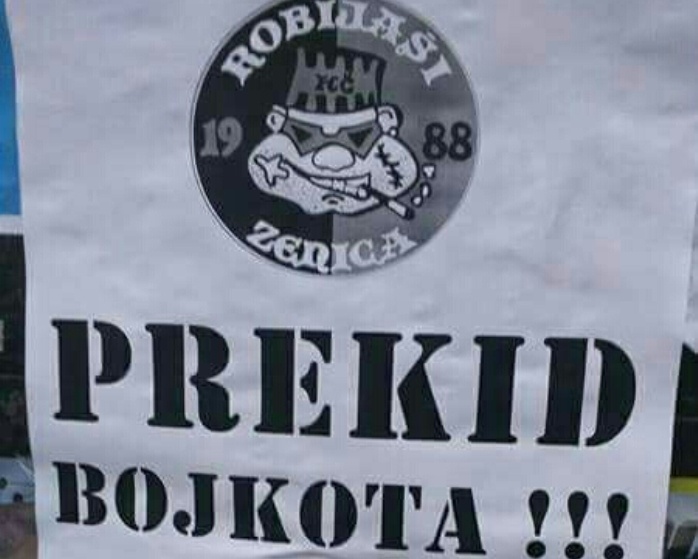 ROBIJAŠI
19 88
ZENICA
PREKID
BOJKOTA !!!